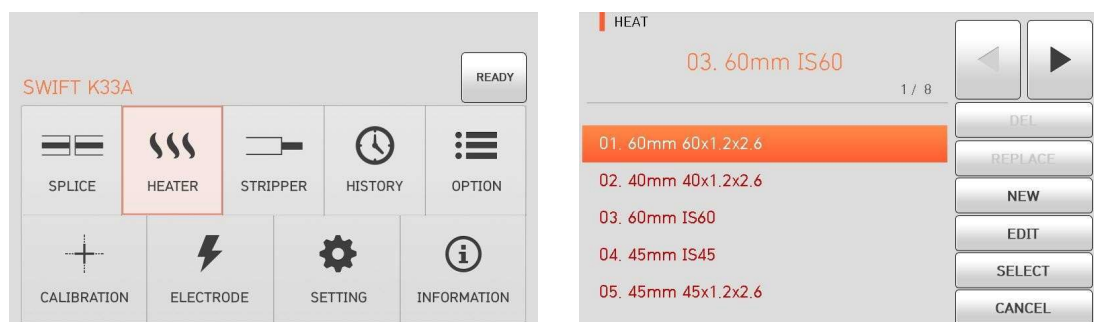 SWIFT K33A
READY
SPLICE
HEATER
STRIPPER
HISTORY
OPTION
CALIBRATION
ELECTRODE
SETTING
INFORMATION
HEAT
03. 60mm IS60
1 / 8
01. 60mm 60x1.2x2.6
02. 40mm 40x1.2x2.6
03. 60mm IS60
04. 45mm IS45
05. 45mm 45x1.2x2.6
DEL
REPLACE
NEW
EDIT
SELECT
CANCEL